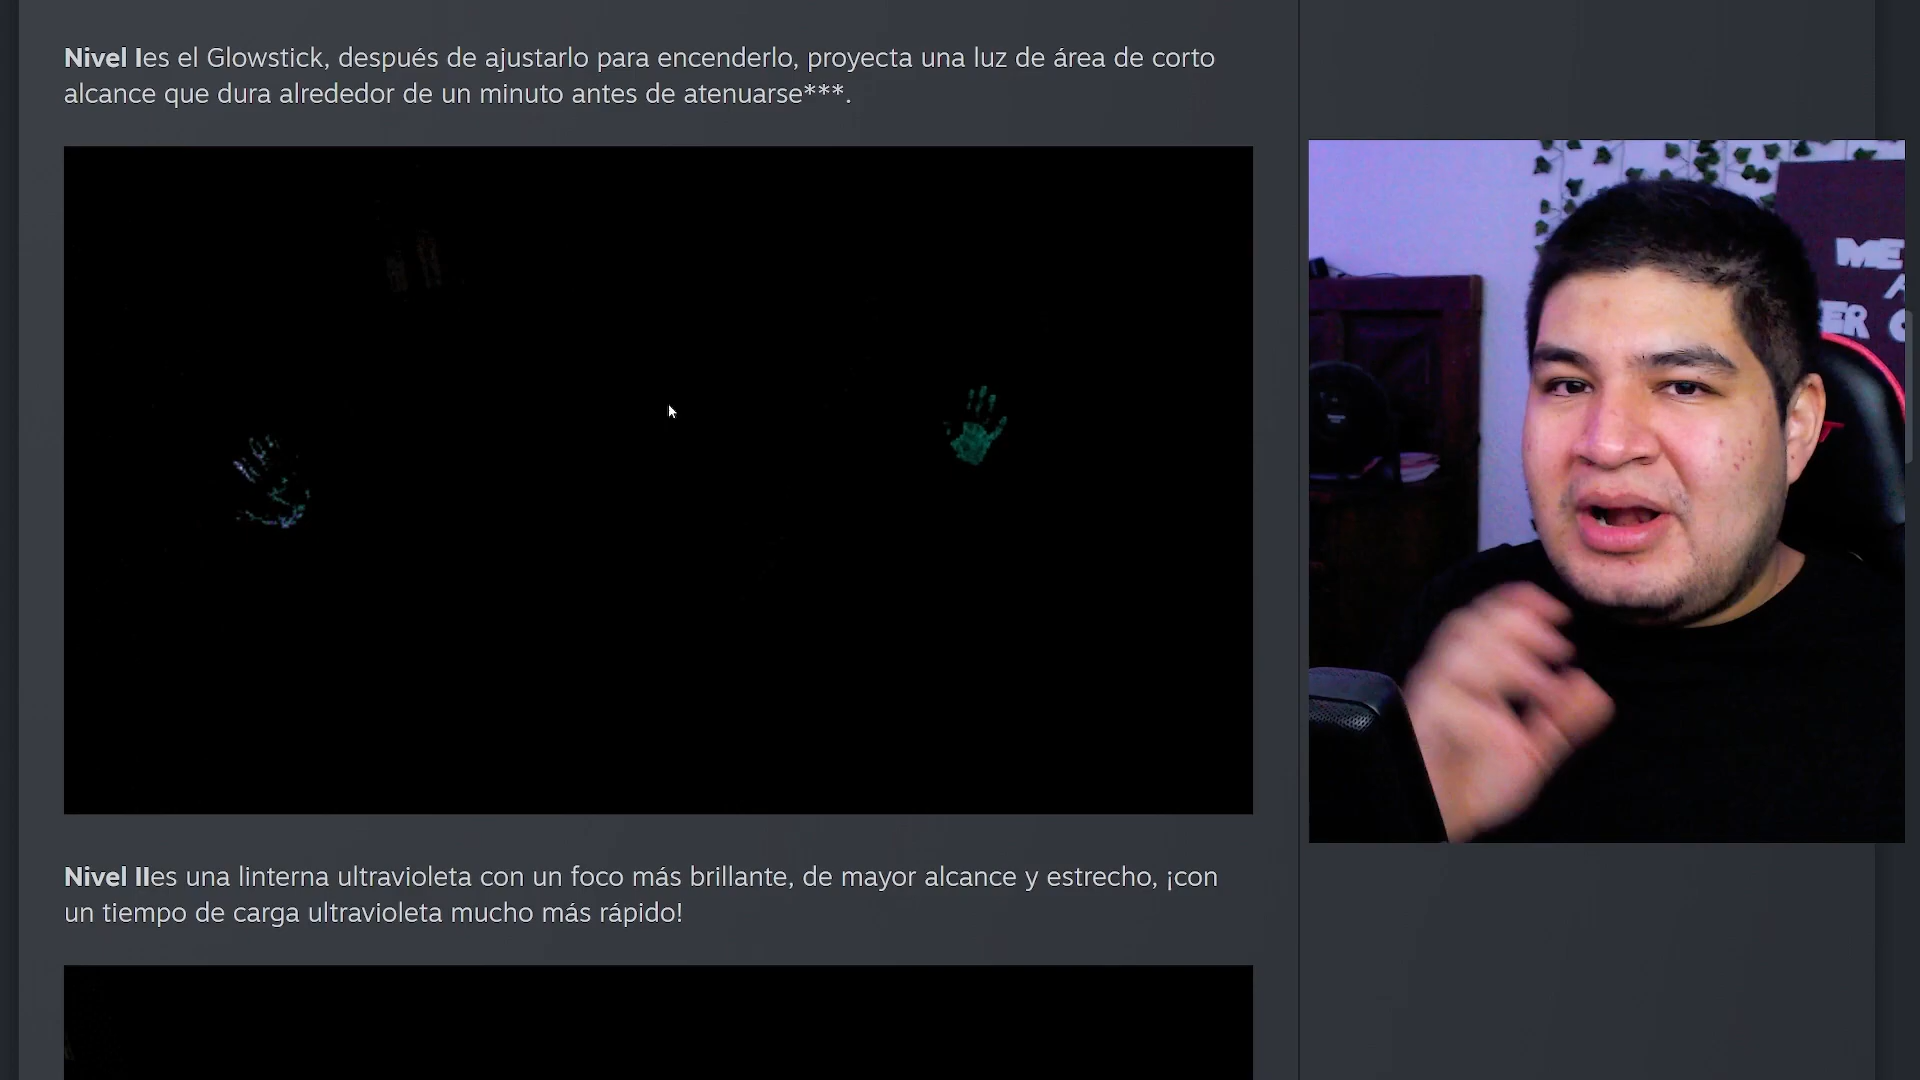 Nivel Ies el Glowstick, después de ajustarlo para encenderlo, proyecta una luz de área de corto
alcance que dura alrededor de un minuto antes de atenuarse***.
ME
ER
Nivel IIes una linterna ultravioleta con un foco más brillante, de mayor alcance y estrecho, ¡con
un tiempo de carga ultravioleta mucho más rápido!